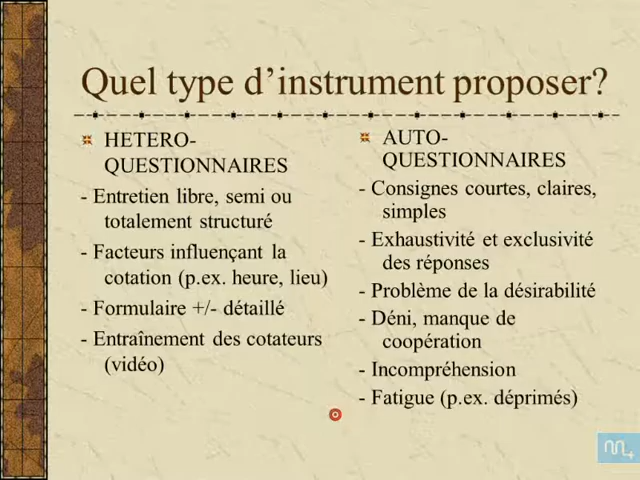 Quel type d’instrument proposer?
HETERO-
QUESTIONNAIRES
- Entretien libre, semi ou
totalement structuré
- Facteurs influençant la
cotation (p.ex. heure, lieu)
- Formulaire +/- détaillé
- Entraînement des cotateurs
(vidéo)
AUTO-
QUESTIONNAIRES
- Consignes courtes, claires,
simples
- Exhaustivité et exclusivité
des réponses
- Problème de la désirabilité
- Déni, manque de
coopération
- Incompréhension
- Fatigue (p.ex. déprimés)